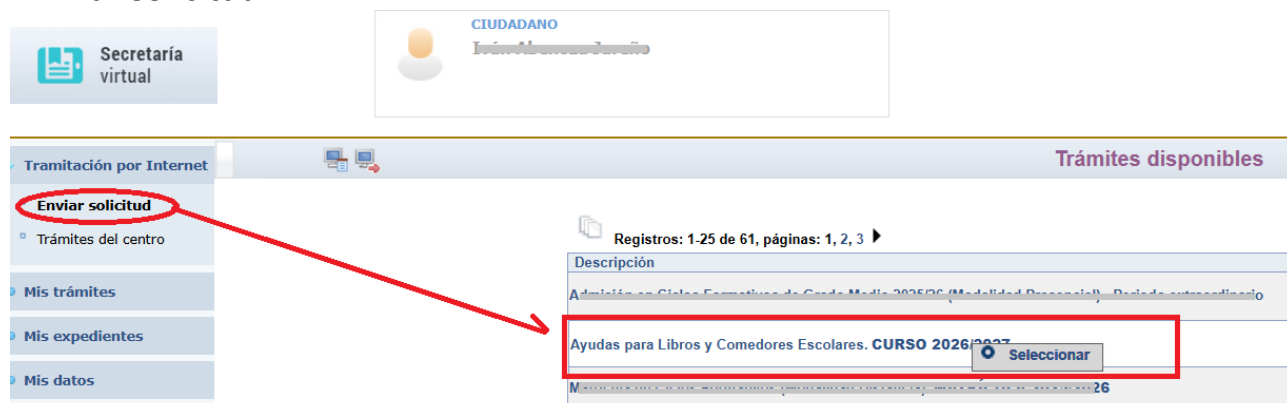 CIUDADANO
Secretaría
virtual
Tramitación por Internet
Trámites disponibles
Enviar solicitud
Trámites del centro
Registros: 1-25 de 61, páginas: 1, 2, 3
Descripción
Mis trámites
Mis expedientes
Ayudas para Libros y Comedores Escolares. CURSO 2026/2027
Seleccionar
Mis datos